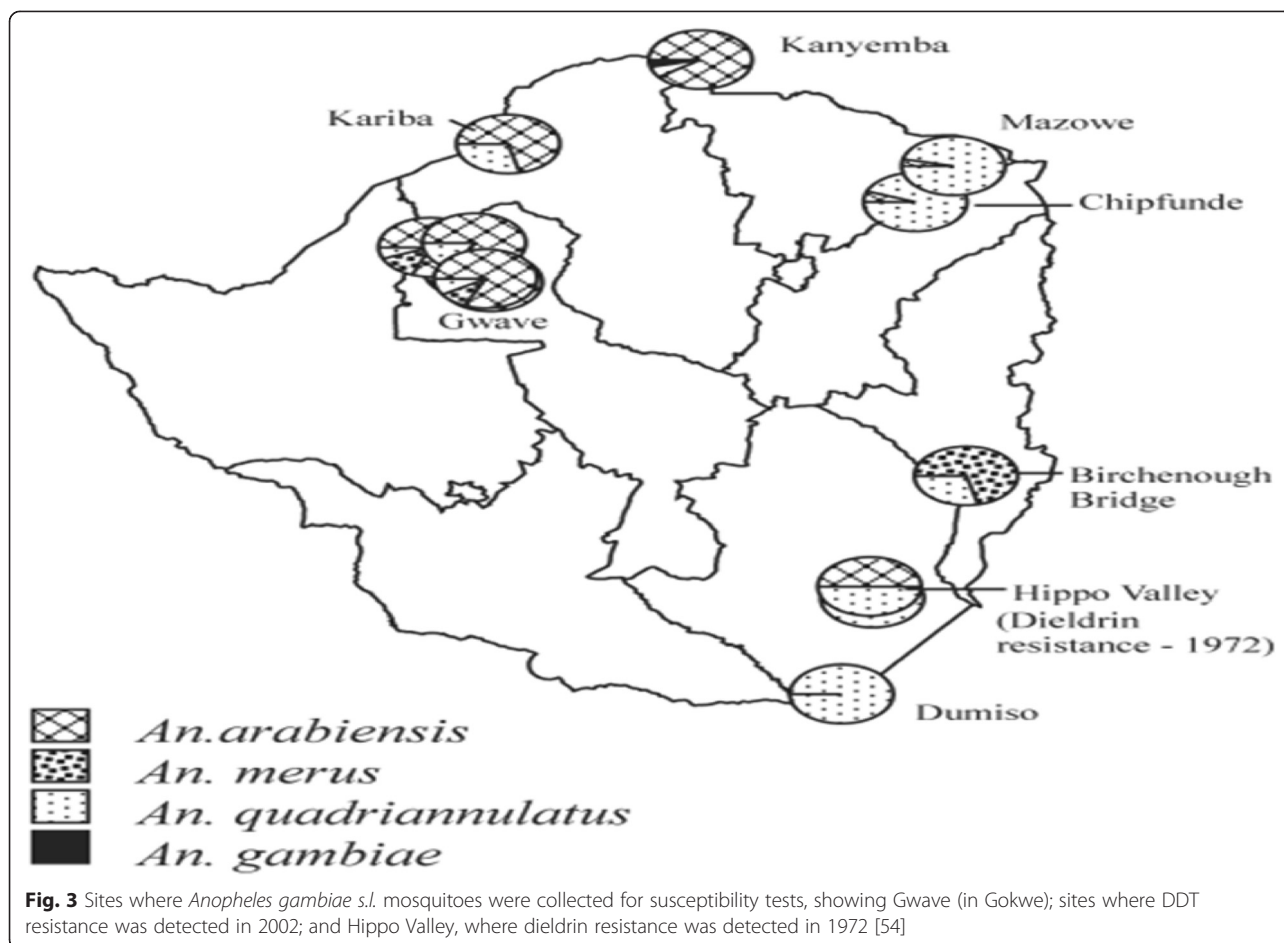 Kanyemba
Kariba
Mazowe
Chipfunde
Gwave
Birchenough
Bridge
Hippo Valley
(Dieldrin
resistance - 1972)
Dumiso
An.arabiensis
An. merus
An. quadriannulatus
An. gambiae
Fig. 3 Sites where Anopheles gambiae s.l. mosquitoes were collected for susceptibility tests, showing Gwave (in Gokwe); sites where DDT
resistance was detected in 2002; and Hippo Valley, where dieldrin resistance was detected in 1972 [54]